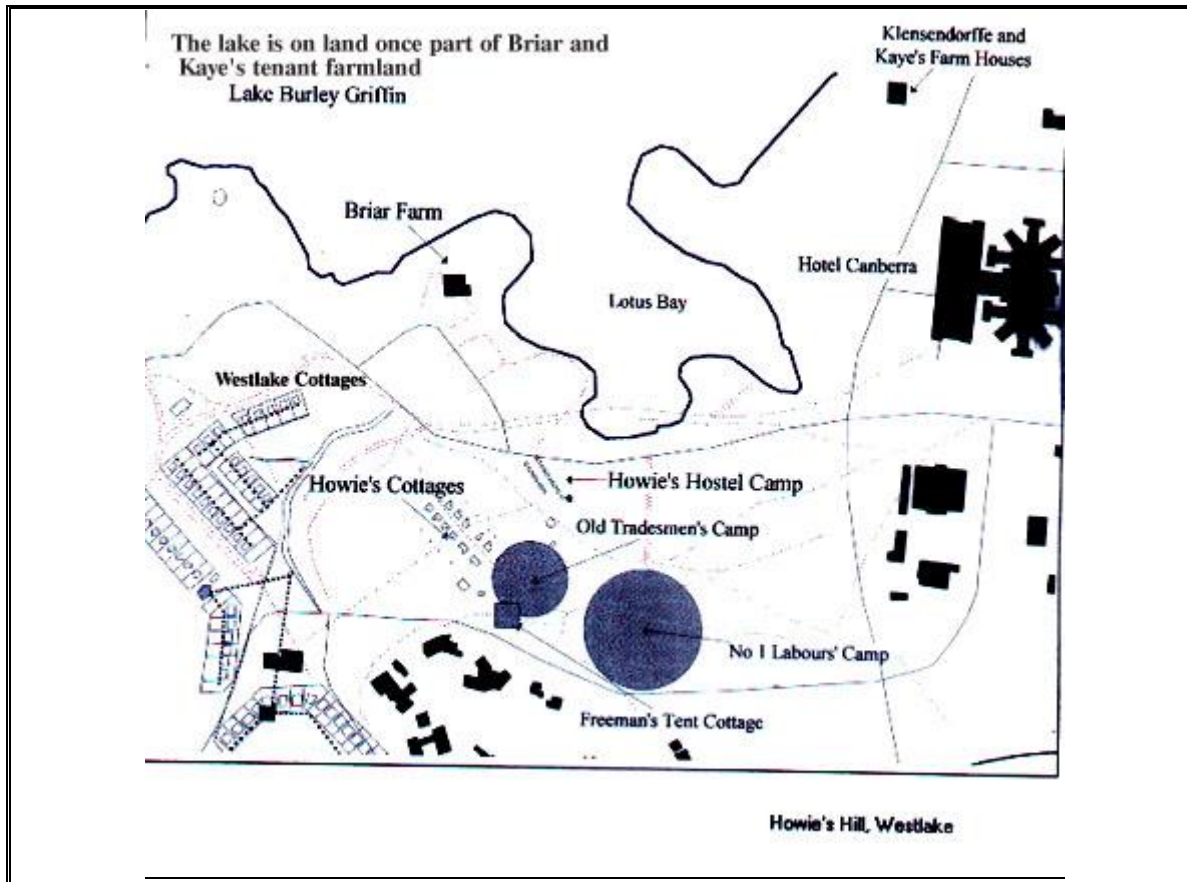 The lake is on land once part of Briar and
Kaye's tenant farmland
Lake Burley Griffin
Klensendorffe and
Kaye's Farm Houses
Briar Farm
Hotel Canberra
Lotus Bay
Westlake Cottages
Howie's Cottages
Howie's Hostel Camp
Old Tradesmen's Camp
No 1 Labours' Camp
Freeman's Tent Cottage
Howie's Hill, Westlake